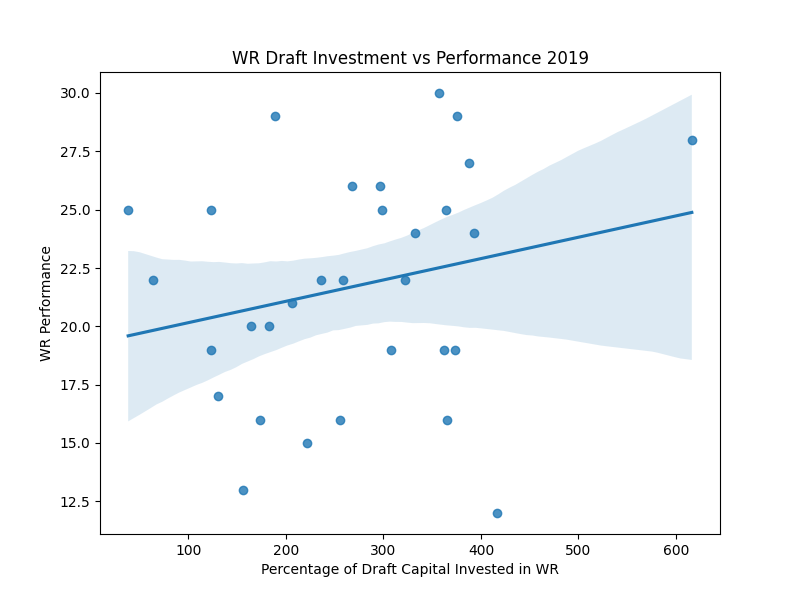 WR Draft Investment vs Performance 2019
WR Performance
30.0
27.5
25.0
22.5
20.0
17.5
15.0
12.5
100 200 300 400 500 600
Percentage of Draft Capital Invested in WR